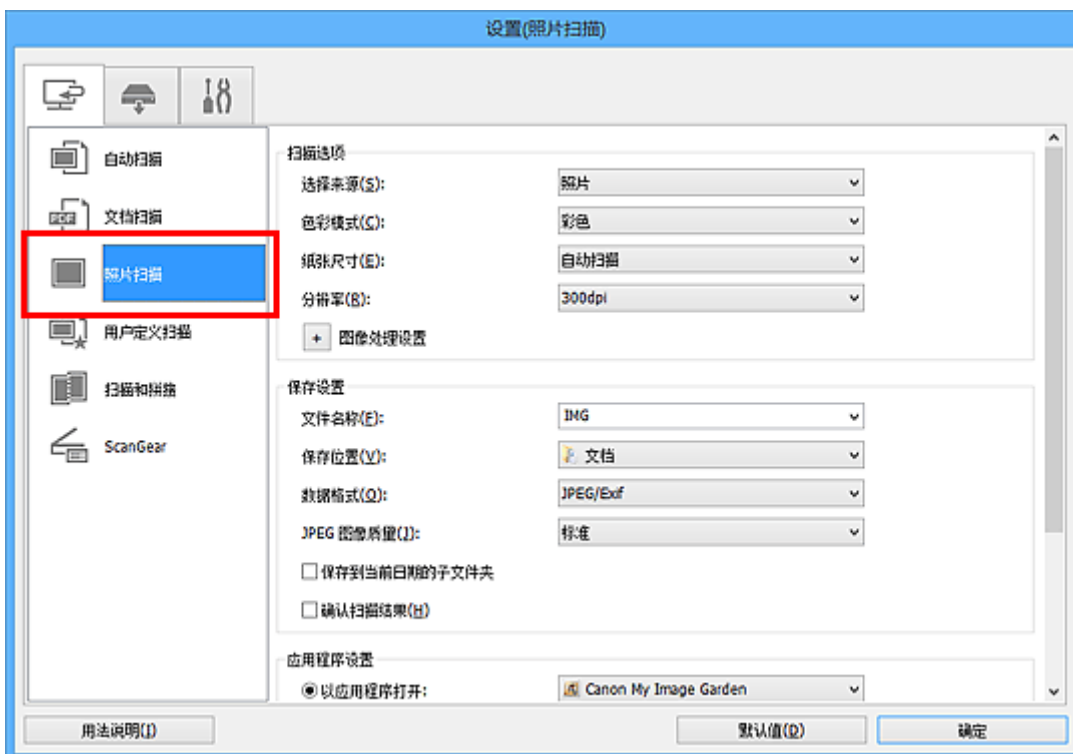 设置(照片扫描)
自动扫描
PDF
文档扫描
照片扫描
用户定义扫描
扫描和拼接
ScanGear
扫描选项
选择来源(S): 照片
色彩模式(C): 彩色
纸张尺寸(E): 自动扫描
分辨率(R): 300dpi
+ 图像处理设置
保存设置
文件名称(F): IMG
保存位置(V): 文档
数据格式(O): JPEG/Exif
JPEG 图像质量(J): 标准
保存到当前日期的子文件夹
确认扫描结果(H)
应用程序设置
以应用程序打开: Canon My Image Garden
用法说明(I)
默认值(D)
确定